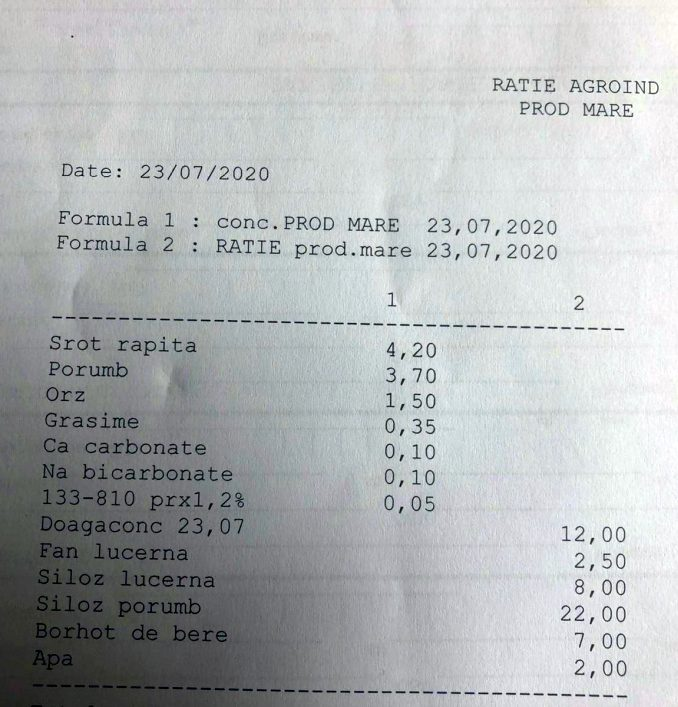 RATIE AGROIND
PROD MARE
Date: 23/07/2020
Formula 1 : conc.PROD MARE 23,07,2020
Formula 2 : RATIE prod.mare 23,07,2020
1 2
Srot rapita 4,20
Porumb 3,70
Orz 1,50
Grasime 0,35
Ca carbonate 0,10
Na bicarbonate 0,10
133-810 prx1,2% 0,05
Doagaconc 23,07 12,00
Fan lucerna 2,50
Siloz lucerna 8,00
Siloz porumb 22,00
Borhot de bere 7,00
Apa 2,00